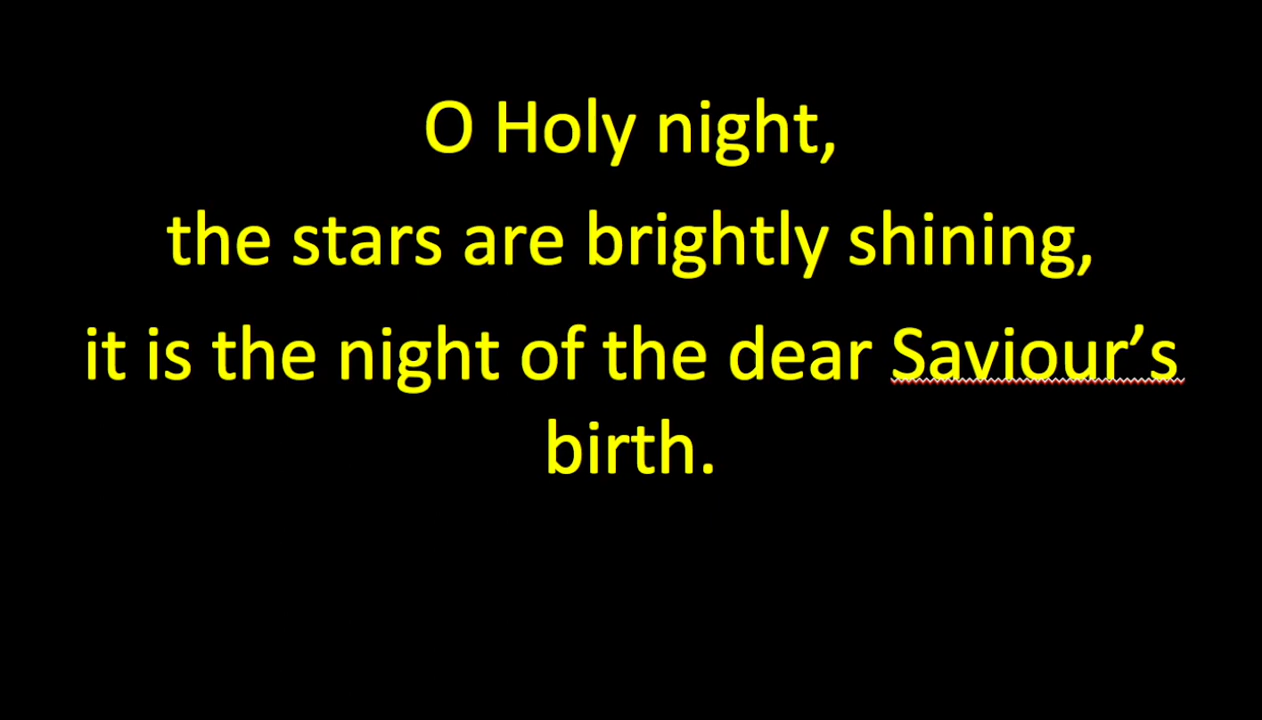 O Holy night,
the stars are brightly shining,
it is the night of the dear Saviour’s
birth.